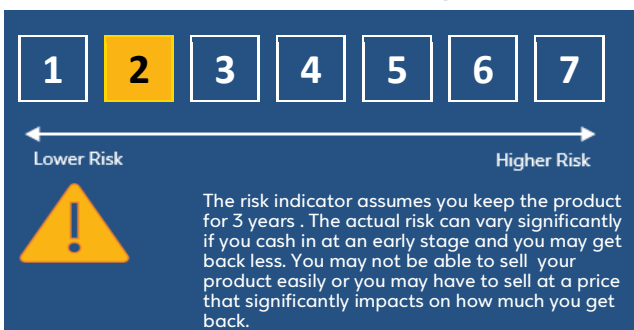 1 2 3 4 5 6 7
Lower Risk Higher Risk
The risk indicator assumes you keep the product
for 3 years . The actual risk can vary significantly
if you cash in at an early stage and you may get
back less. You may not be able to sell your
product easily or you may have to sell at a price
that significantly impacts on how much you get
back.